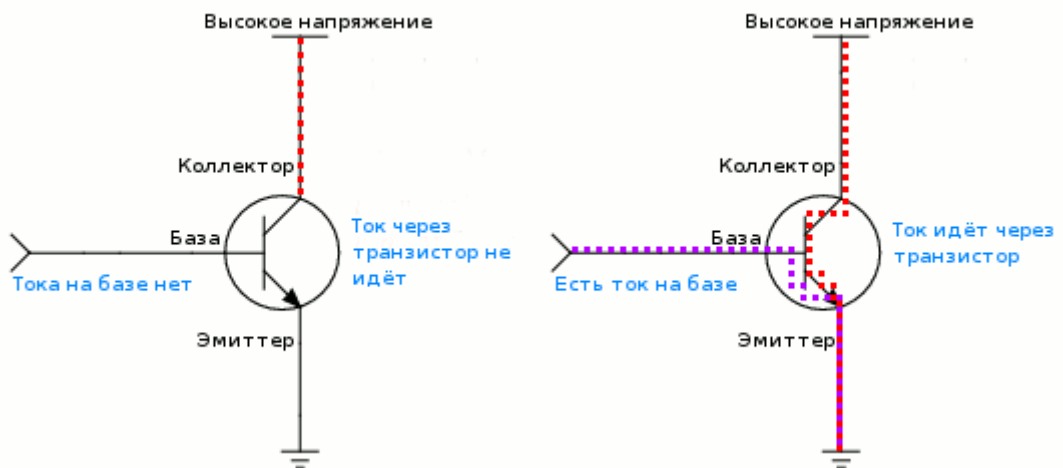 Высокое напряжение
Коллектор
База
Ток через
транзистор не
идёт
Тока на базе нет
Эмиттер
Высокое напряжение
Коллектор
База
Ток идёт через
транзистор
Есть ток на базе
Эмиттер